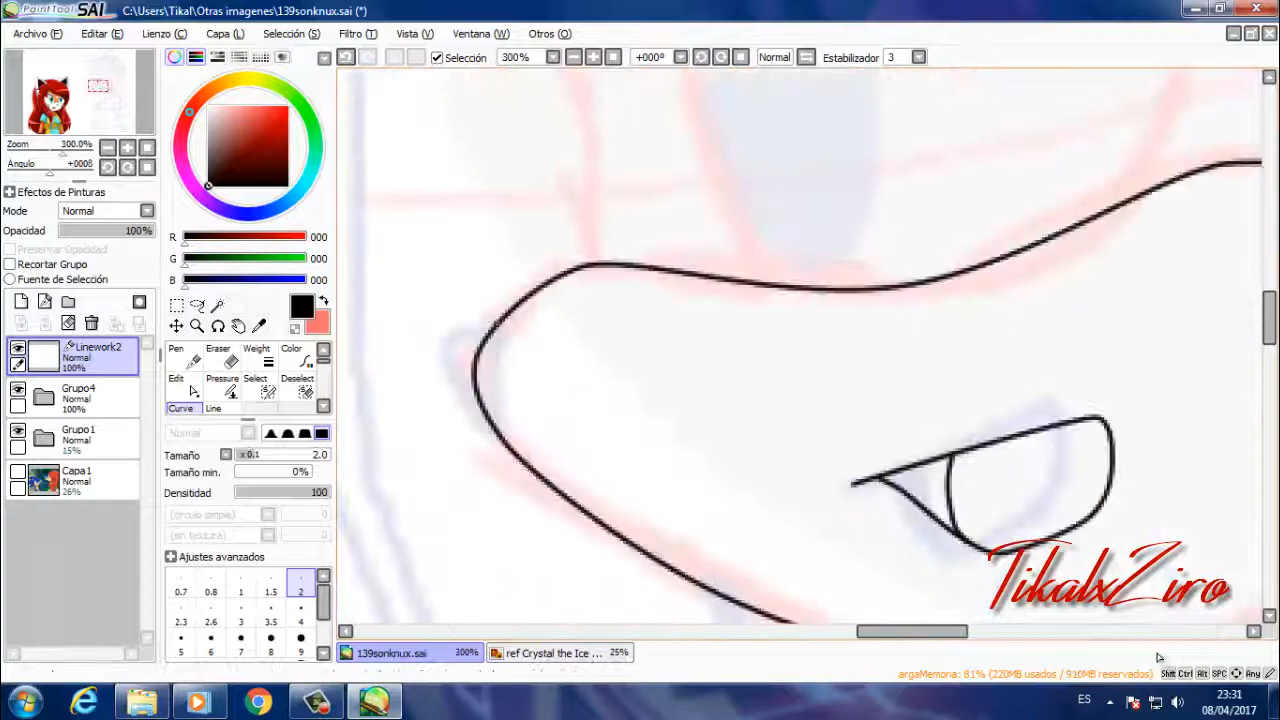 PaintTool SAI C:\Users\Tikal\Otras imagenes\139sonknux.sai (*)
Archivo (F) Editar (E) Lienzo (C) Capa (L) Selección (S) Filtro (T) Vista (V) Ventana (W) Otros (O)
Selección 300% +000° Normal Estabilizador 3
Zoom 300.0%
Angulo +000ß
Efectos de Pinturas
Mode Normal
Opacidad 100%
Preservar Opacidad
Recortar Grupo
Fuente de Selección
Linework2
Normal
100%
Grupo4
Normal
100%
Grupo1
Normal
15%
Capa1
Normal
26%
R 000
G 000
B 000
Pen Eraser Weight Color
Edit Pressure Select Deselect
Curve Line
Normal
Tamaño x0.1 2.0
Tamaño min. 0%
Densidad 100
(círculo simple) 0
(sin textura) 0
Ajustes avanzados
0.7 0.8 1 1.5 2
2.3 2.6 3 3.5 4
5 6 7 8 9
TikalxZiro
139sonknux.sai 300% ref Crystal the Ice ... 25%
argaMemoria: 81% (220MB usados / 910MB reservados) Shift Ctrl Alt SPC Any
ES
23:31
08/04/2017